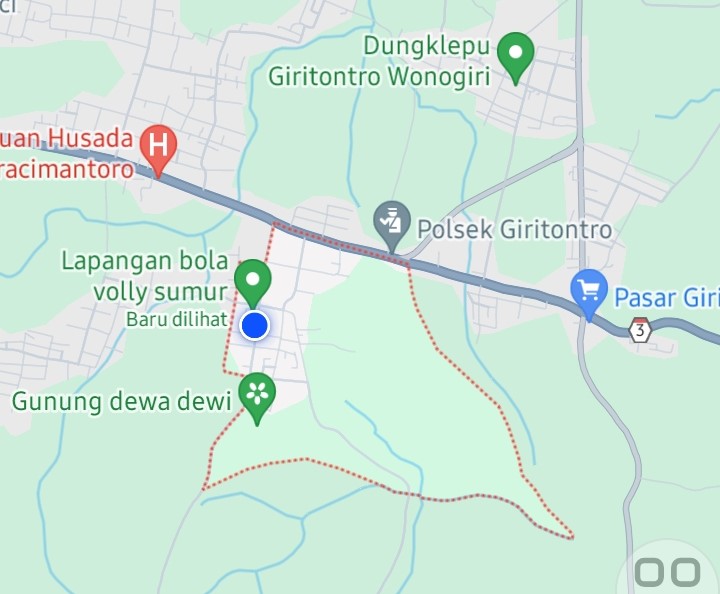 ci
Dungklepu
Giritontro Wonogiri
uan Husada
racimantoro
H
Polsek Giritontro
Lapangan bola
volly sumur
Baru dilihat
Pasar Giri
3
Gunung dewa dewi